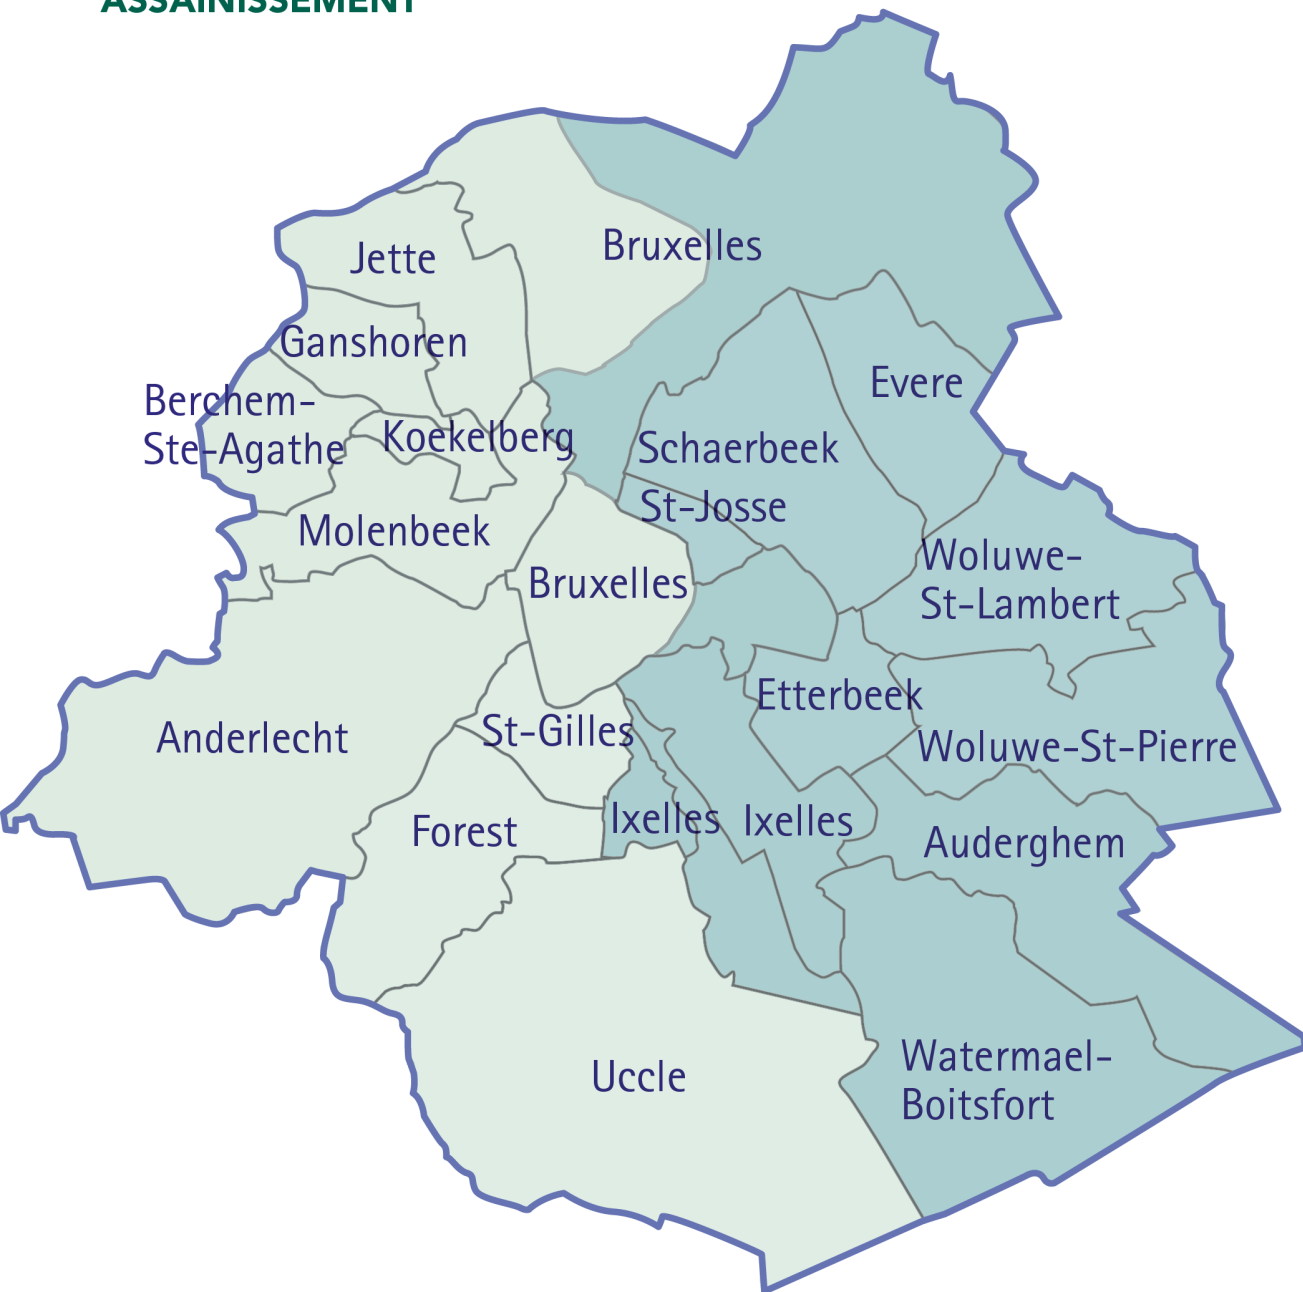 ASSAINISSEMENT
Bruxelles
Jette
Ganshoren
Evere
Berchem-
Ste-Agathe
Koekelberg
Schaerbeek
St-Josse
Molenbeek
Woluwe-
St-Lambert
Bruxelles
Etterbeek
St-Gilles
Anderlecht
Woluwe-St-Pierre
Ixelles
Ixelles
Forest
Auderghem
Watermael-
Boitsfort
Uccle